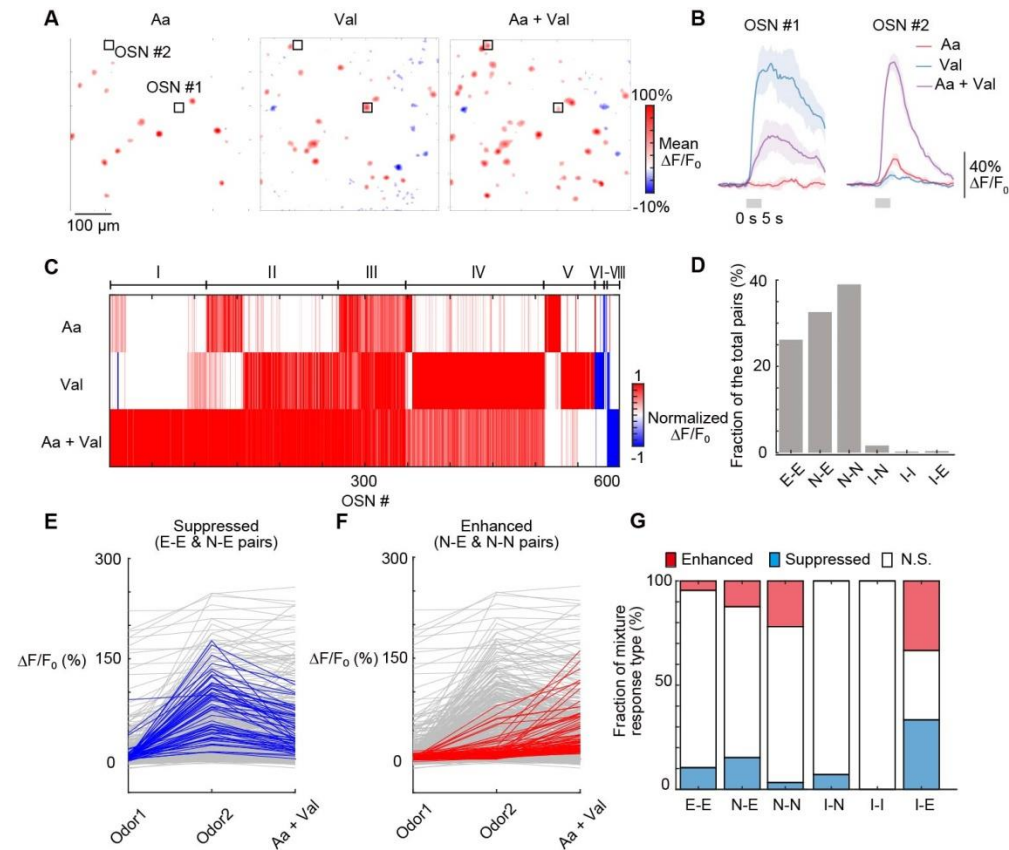 A
Aa
Val
Aa + Val
OSN #2
OSN #1
100 µm
100%
Mean
ΔF/F0
-10%
B
OSN #1
OSN #2
Aa
Val
Aa + Val
40%
ΔF/F0
0 s 5 s
C
I
II
III
IV
V
VI-VIII
Aa
Val
Aa + Val
1
Normalized
ΔF/F0
-1
300
600
OSN #
D
Fraction of the total pairs (%)
40
20
0
E-E
N-E
N-N
I-N
I-I
I-E
E
Suppressed
(E-E & N-E pairs)
300
ΔF/F0 (%)
150
0
Odor1
Odor2
Aa + Val
F
Enhanced
(N-E & N-N pairs)
300
ΔF/F0 (%)
150
0
Odor1
Odor2
Aa + Val
G
Enhanced
Suppressed
N.S.
Fraction of mixture
response type (%)
100
50
0
E-E
N-E
N-N
I-N
I-I
I-E